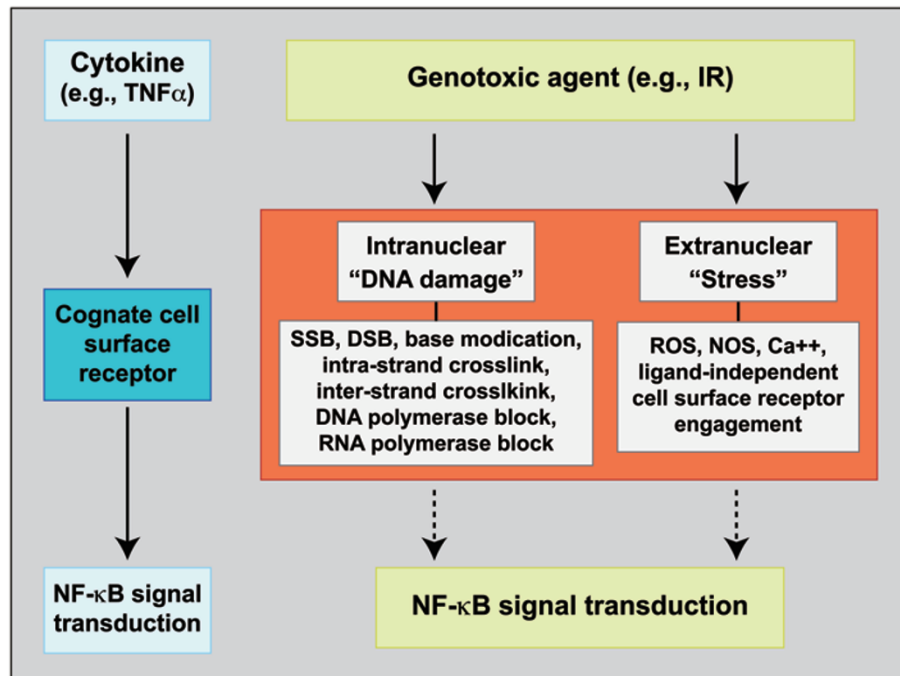 Cytokine
(e.g., TNFα)
Cognate cell
surface
receptor
NF-κB signal
transduction
Genotoxic agent (e.g., IR)
Intranuclear
“DNA damage”
SSB, DSB, base modication,
intra-strand crosslink,
inter-strand crosslkink,
DNA polymerase block,
RNA polymerase block
Extranuclear
“Stress”
ROS, NOS, Ca++,
ligand-independent
cell surface receptor
engagement
NF-κB signal transduction